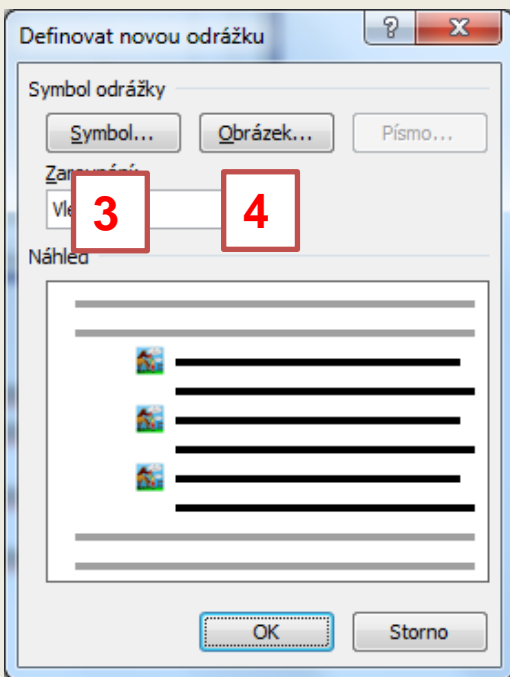 Definovat novou odrážku
Symbol odrážky
Symbol... Obrázek... Písmo...
3 4
Náhled
OK Storno